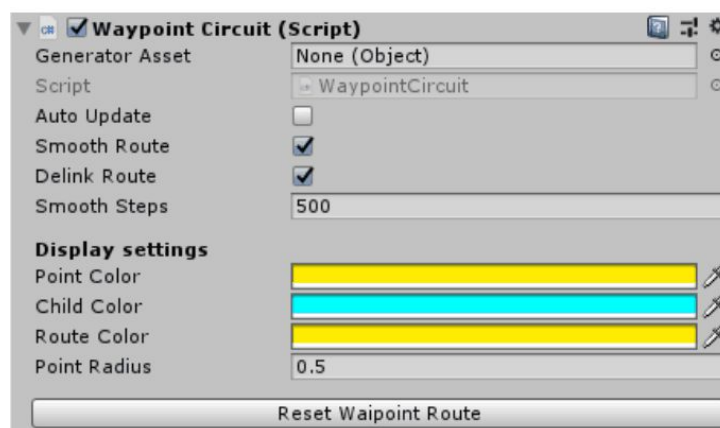 Waypoint Circuit (Script)
Generator Asset None (Object)
Script WaypointCircuit
Auto Update
Smooth Route
Delink Route
Smooth Steps 500
Display settings
Point Color
Child Color
Route Color
Point Radius 0.5
Reset Waipoint Route